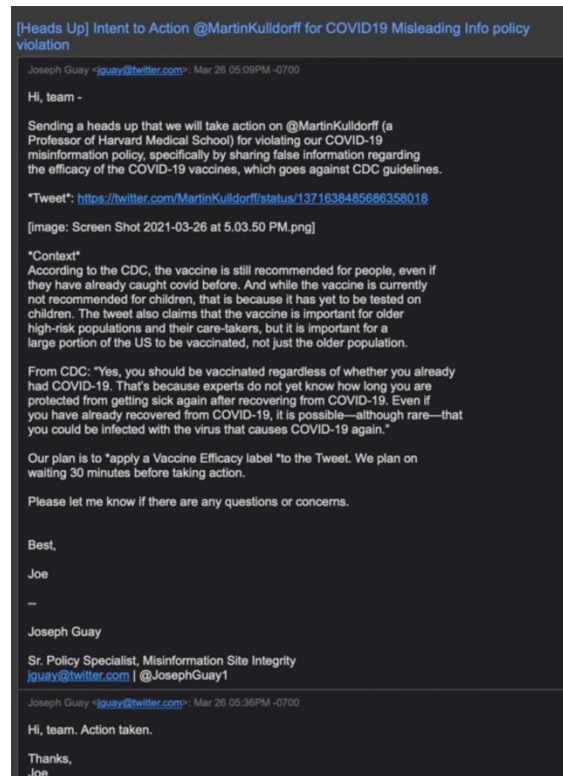 [Heads Up] Intent to Action @MartinKulldorff for COVID19 Misleading Info policy
violation
Joseph Guay <jguay@twitter.com>: Mar 26 05:09PM -0700
Hi, team -
Sending a heads up that we will take action on @MartinKulldorff (a
Professor of Harvard Medical School) for violating our COVID-19
misinformation policy, specifically by sharing false information regarding
the efficacy of the COVID-19 vaccines, which goes against CDC guidelines.
*Tweet*: https://twitter.com/MartinKulldorff/status/1371638485686358018
[image: Screen Shot 2021-03-26 at 5.03.50 PM.png]
*Context*
According to the CDC, the vaccine is still recommended for people, even if
they have already caught covid before. And while the vaccine is currently
not recommended for children, that is because it has yet to be tested on
children. The tweet also claims that the vaccine is important for older
high-risk populations and their care-takers, but it is important for a
large portion of the US to be vaccinated, not just the older population.
From CDC: "Yes, you should be vaccinated regardless of whether you already
had COVID-19. That's because experts do not yet know how long you are
protected from getting sick again after recovering from COVID-19. Even if
you have already recovered from COVID-19, it is possible—although rare—that
you could be infected with the virus that causes COVID-19 again."
Our plan is to *apply a Vaccine Efficacy label *to the Tweet. We plan on
waiting 30 minutes before taking action.
Please let me know if there are any questions or concerns.
Best,
Joe
--
Joseph Guay
Sr. Policy Specialist, Misinformation Site Integrity
jguay@twitter.com | @JosephGuay1
Joseph Guay <jguay@twitter.com>: Mar 26 05:36PM -0700
Hi, team. Action taken.
Thanks,
Joe